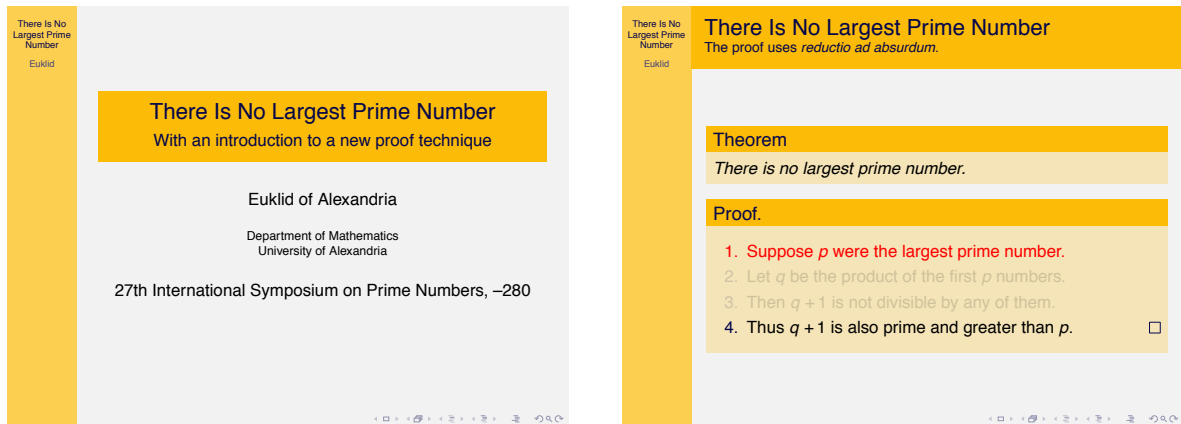 There Is No
Largest Prime
Number
Euklid
There Is No Largest Prime Number
With an introduction to a new proof technique
Euklid of Alexandria
Department of Mathematics
University of Alexandria
27th International Symposium on Prime Numbers, –280
There Is No
Largest Prime
Number
Euklid
There Is No Largest Prime Number
The proof uses reductio ad absurdum.
Theorem
There is no largest prime number.
Proof.
1. Suppose p were the largest prime number.
2. Let q be the product of the first p numbers.
3. Then q + 1 is not divisible by any of them.
4. Thus q + 1 is also prime and greater than p. □